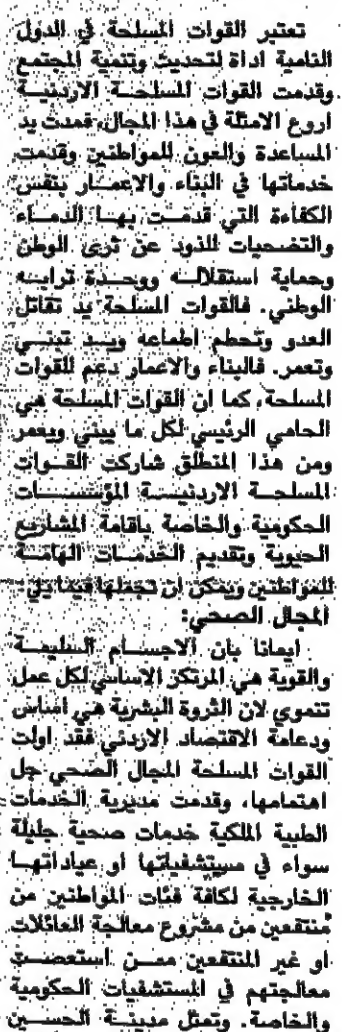 تعتبر القوات المسلحة في الدول
النامية اداة لتحديث وتنمية المجتمع
وقدمت القوات المسلحة الاردنية
اروع الامثلة في هذا المجال، فمدت يد
المساعدة والعون للمواطنين وقدمت
خدماتها في البناء والاعمار بنفس
الكفاءة التي قدمت بها الدماء
والتضحيات للذود عن ثرى الوطن
وحماية استقلاله ووحدة ترابه
الوطني. فالقوات المسلحة يد تقاتل
العدو وتحطم اطماعه ويد تبني
وتعمر. فالبناء والاعمار دعم للقوات
المسلحة، كما ان القوات المسلحة هي
الحامي الرئيسي لكل ما يبني ويعمر
ومن هذا المنطلق شاركت القوات
المسلحة الاردنية المؤسسات
الحكومية والخاصة باقامة المشاريع
الحيوية وتقديم الخدمات الهامة
للمواطنين ويمكن ان نجملها فيما يلي:
المجال الصحي:
ايمانا بان الاجسام السليمة
والقوية هي المرتكز الاساسي لكل عمل
تنموي لان الثروة البشرية هي اساس
ودعامة الاقتصاد الاردني فقد اولت
القوات المسلحة المجال الصحي جل
اهتمامها، وقدمت مديرية الخدمات
الطبية الملكية خدمات صحية جليلة
سواء في مستشفياتها او عياداتها
الخارجية لكافة فئات المواطنين من
منتفعين من مشروع معالجة العائلات
او غير المنتفعين ممن استعصت
معالجتهم في المستشفيات الحكومية
والخاصة. وتمثل مدينة الحسين